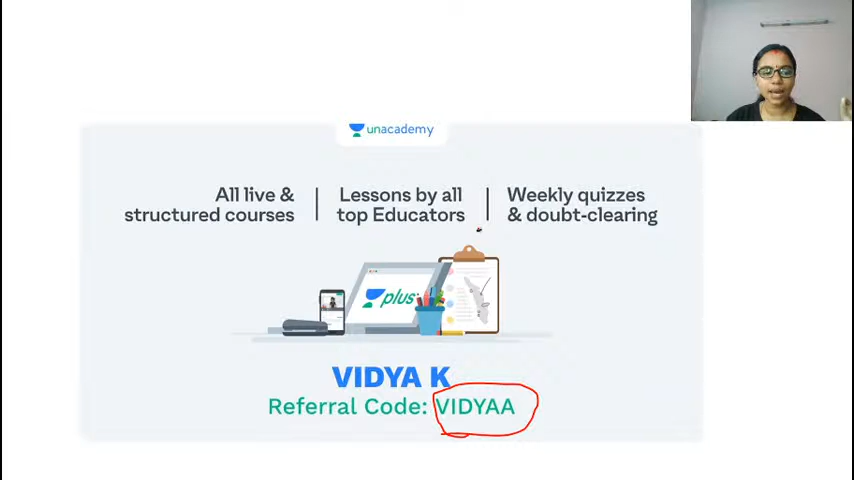 unacademy
All live &
structured courses
Lessons by all
top Educators
Weekly quizzes
& doubt-clearing
plus
VIDYA K
Referral Code: VIDYAA